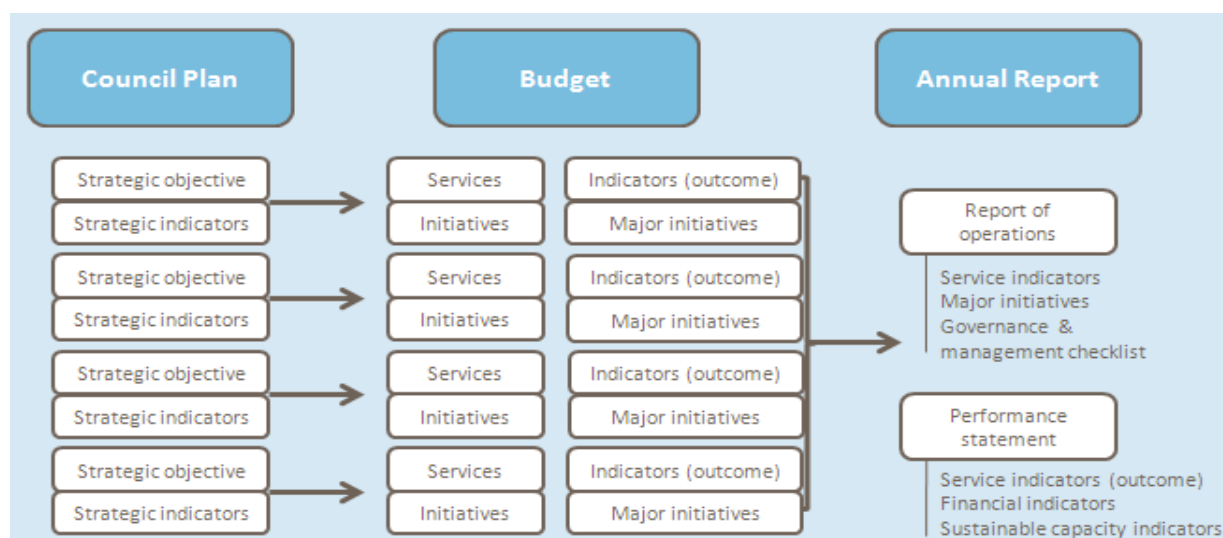 Council Plan
Budget
Annual Report
Strategic objective
Strategic indicators
Services
Initiatives
Indicators (outcome)
Major initiatives
Strategic objective
Strategic indicators
Services
Initiatives
Indicators (outcome)
Major initiatives
Strategic objective
Strategic indicators
Services
Initiatives
Indicators (outcome)
Major initiatives
Strategic objective
Strategic indicators
Services
Initiatives
Indicators (outcome)
Major initiatives
Report of
operations
Service indicators
Major initiatives
Governance &
management checklist
Performance
statement
Service indicators (outcome)
Financial indicators
Sustainable capacity indicators